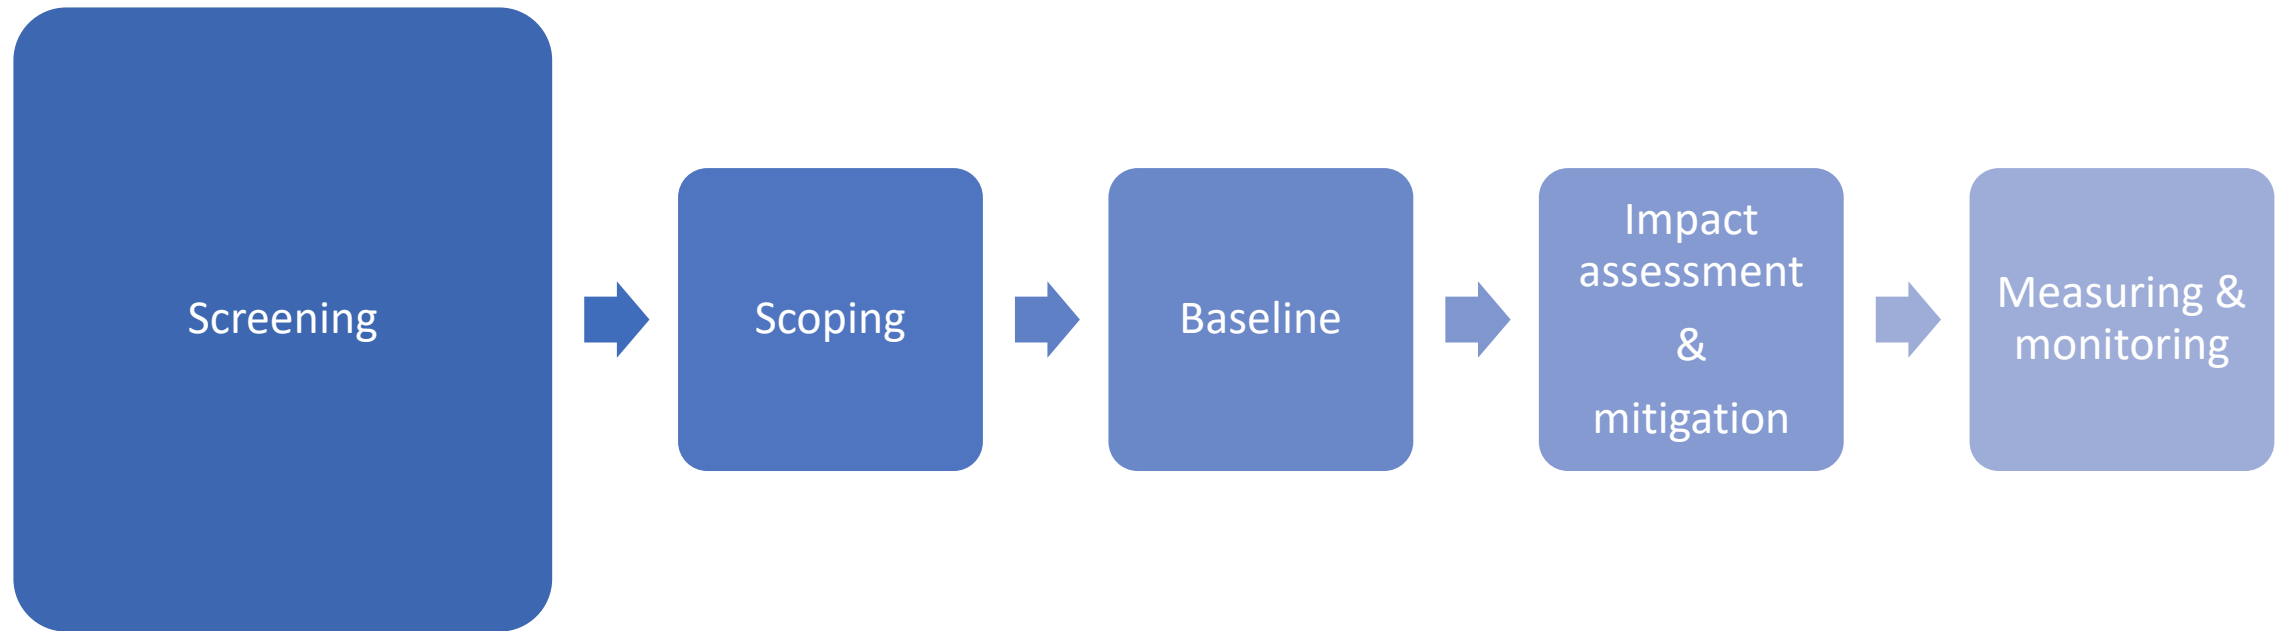 Screening
Scoping
Baseline
Impact
assessment
&
mitigation
Measuring &
monitoring